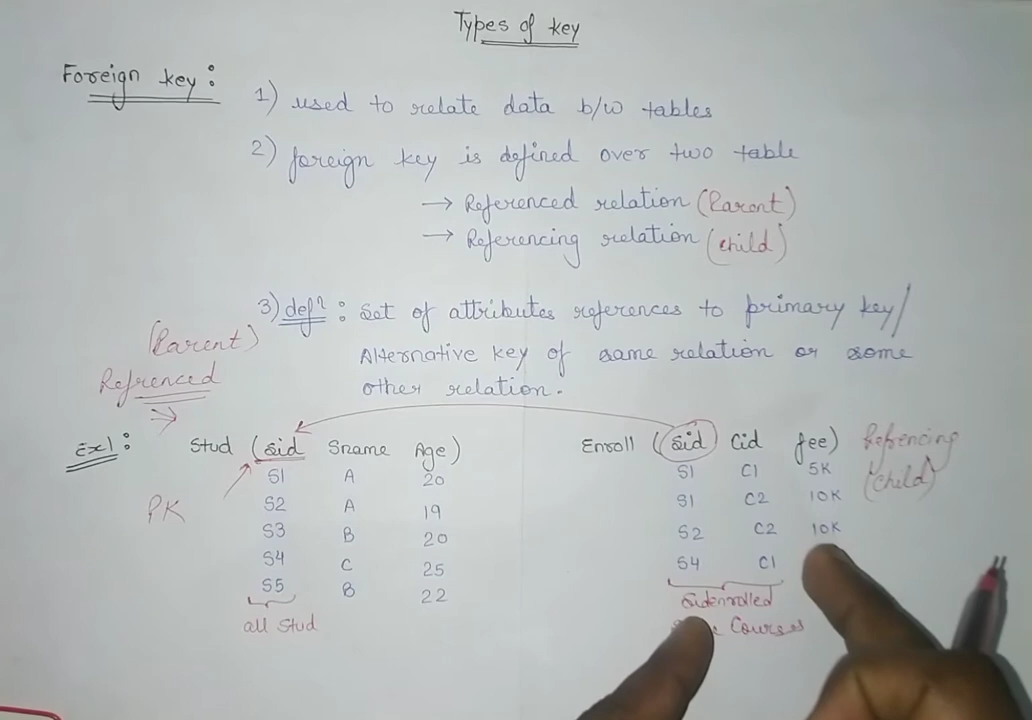 Types of key
Foreign key:
1) used to relate data b/w tables
2) foreign key is defined over two table
→ Referenced relation (Parent)
→ Referencing relation (child)
3) defn: Set of attributes references to primary key/
Alternative key of same relation or some
other relation.
(Parent)
Refrenced
Ex1: Stud (Sid Sname Age)
S1 A 20
S2 A 19
S3 B 20
S4 C 25
S5 B 22
all Stud
PK
Enroll (Sid Cid fee) Refrencing
(child)
S1 C1 5K
S1 C2 10K
S2 C2 10K
S4 C1
Sid enrolled
Courses